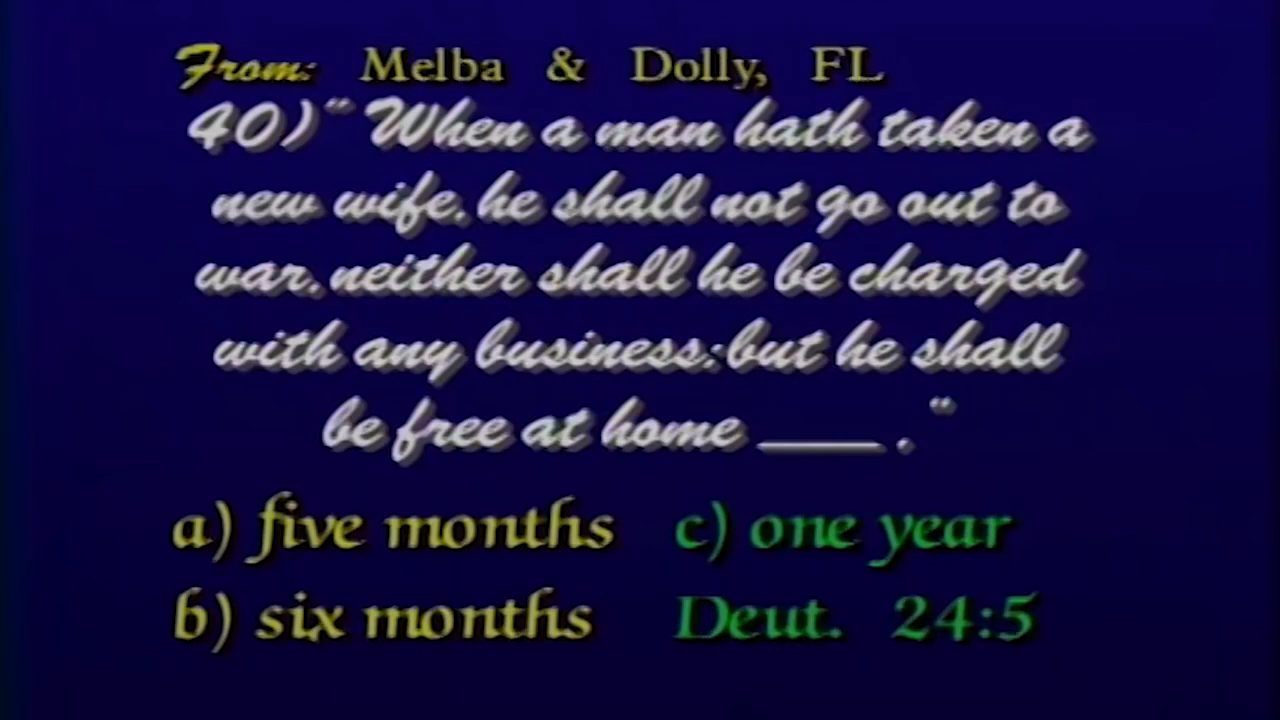 From: Melba & Dolly, FL
40)“ When a man hath taken a
new wife, he shall not go out to
war, neither shall he be charged
with any business: but he shall
be free at home ____ .“
a) five months c) one year
b) six months Deut. 24:5